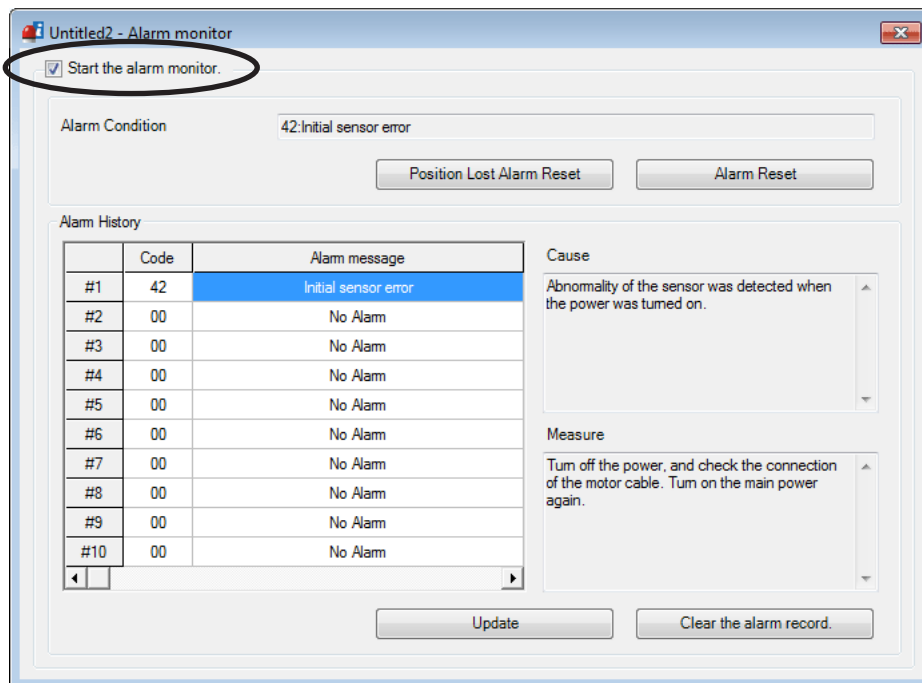 Untitled2 - Alarm monitor
Start the alarm monitor.
Alarm Condition
42:Initial sensor error
Position Lost Alarm Reset
Alarm Reset
Alarm History
Code Alarm message
#1 42 Initial sensor error
#2 00 No Alarm
#3 00 No Alarm
#4 00 No Alarm
#5 00 No Alarm
#6 00 No Alarm
#7 00 No Alarm
#8 00 No Alarm
#9 00 No Alarm
#10 00 No Alarm
Cause
Abnormality of the sensor was detected when
the power was turned on.
Measure
Turn off the power, and check the connection
of the motor cable. Turn on the main power
again.
Update
Clear the alarm record.